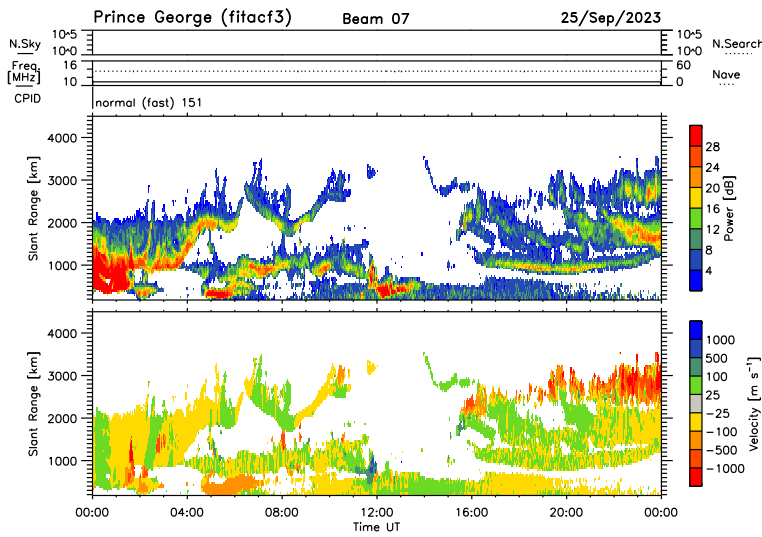 Prince George (fitacf3) Beam 07 25/Sep/2023
N.Sky 10^5 10^0 10^5 10^0 N.Search
Freq. [MHz] 16 10 60 0 Nave
CPID normal (fast) 151
Slant Range [km] 4000 3000 2000 1000
Power [dB] 28 24 20 16 12 8 4
Slant Range [km] 4000 3000 2000 1000
Velocity [m s⁻¹] 1000 500 100 25 −25 −100 −500 −1000
00:00 04:00 08:00 12:00 16:00 20:00 00:00
Time UT